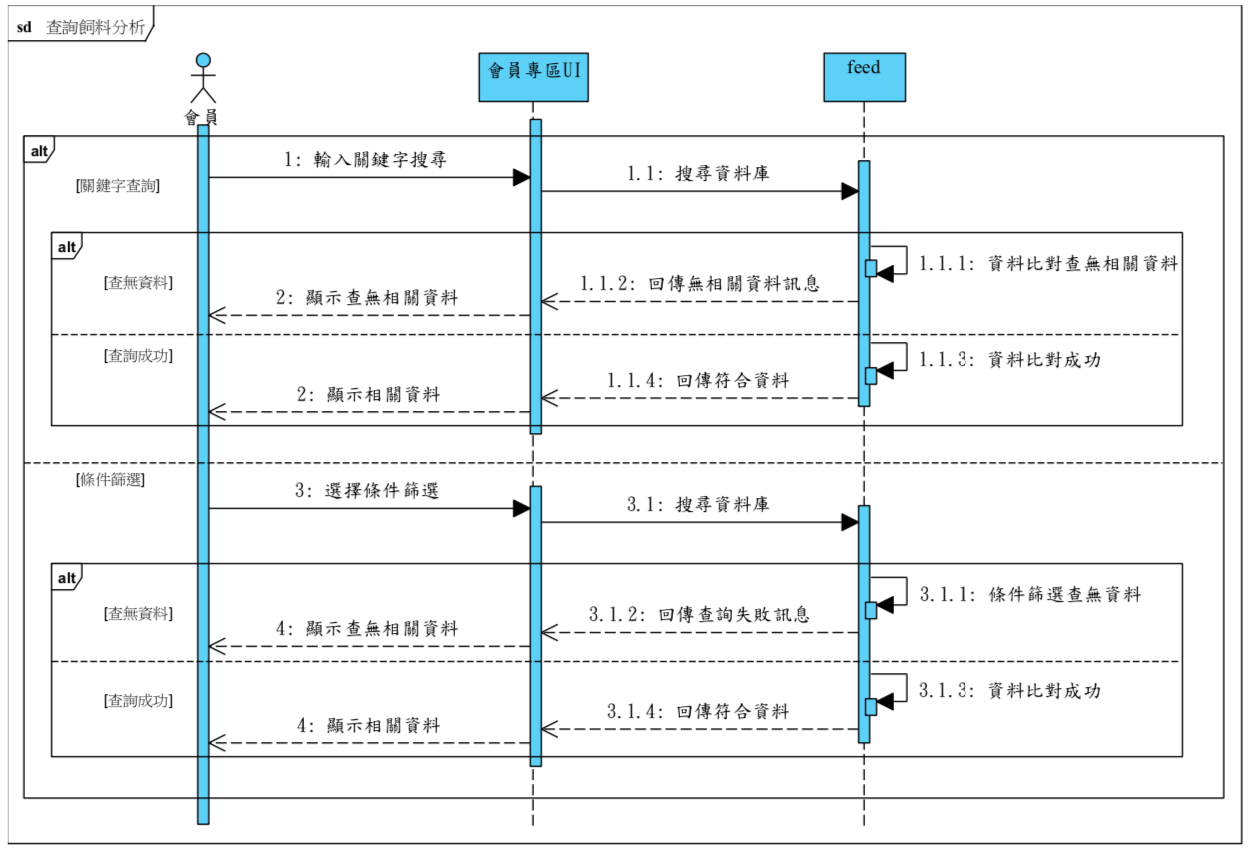 sd 查詢飼料分析
會員
會員專區UI
feed
alt
[關鍵字查詢]
1: 輸入關鍵字搜尋
1.1: 搜尋資料庫
alt
[查無資料]
1.1.1: 資料比對查無相關資料
1.1.2: 回傳無相關資料訊息
2: 顯示查無相關資料
[查詢成功]
1.1.3: 資料比對成功
1.1.4: 回傳符合資料
2: 顯示相關資料
[條件篩選]
3: 選擇條件篩選
3.1: 搜尋資料庫
alt
[查無資料]
3.1.1: 條件篩選查無資料
3.1.2: 回傳查詢失敗訊息
4: 顯示查無相關資料
[查詢成功]
3.1.3: 資料比對成功
3.1.4: 回傳符合資料
4: 顯示相關資料